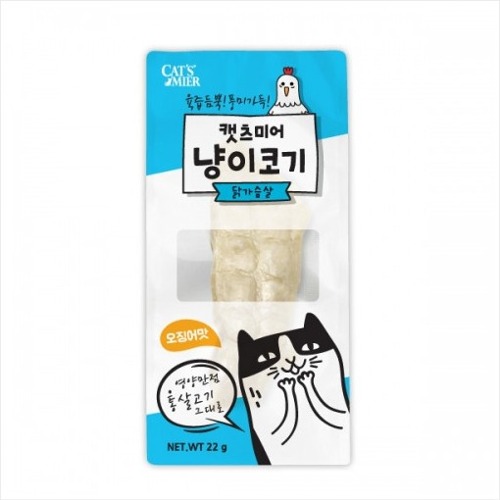 CAT'S
MIER
육즙듬뿍! 풍미가득!
캣츠미어
냥이코기
닭가슴살
오징어맛
영양만점
통살코기
그대로
NET.WT 22 g